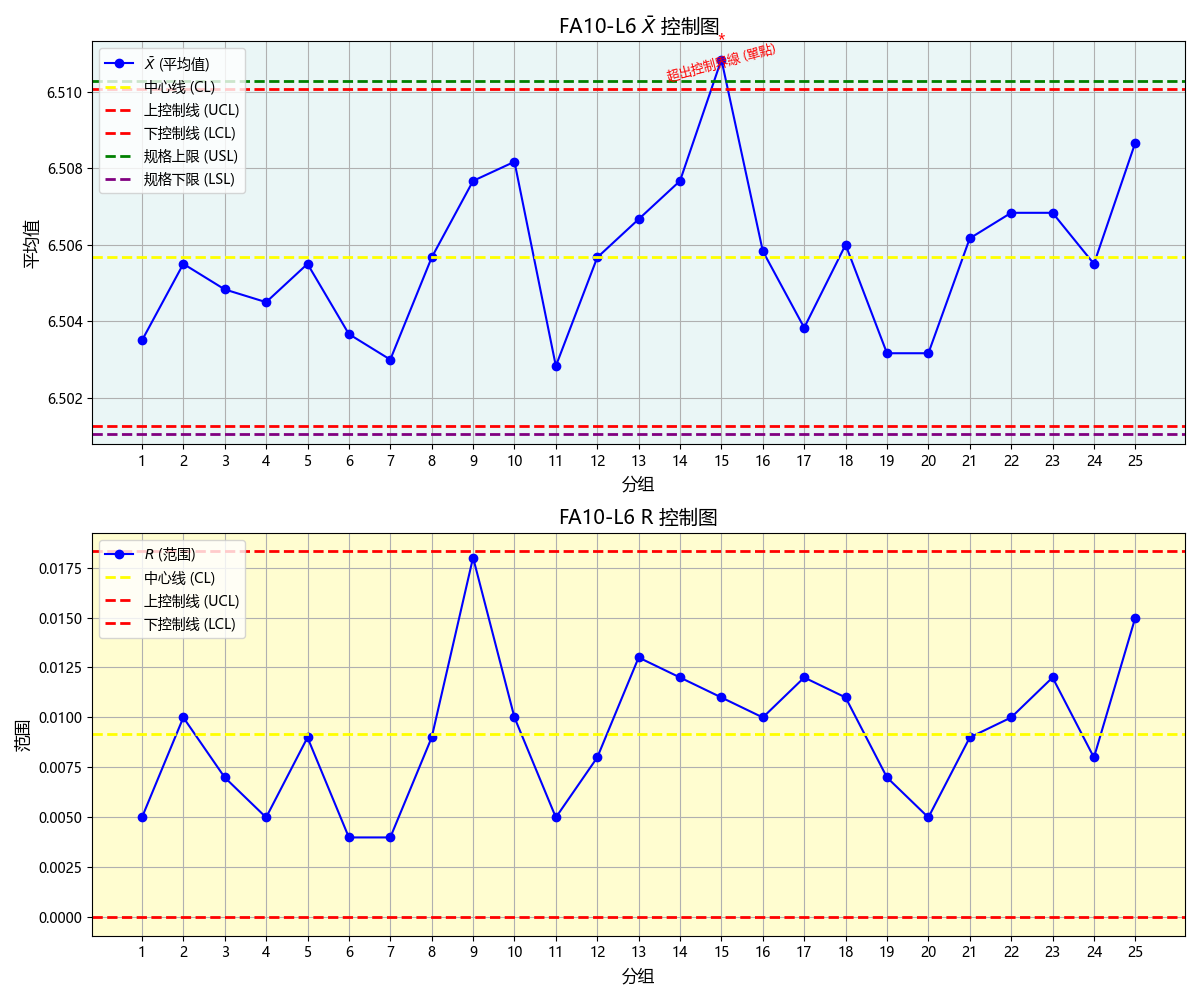 FA10-L6 X̄ 控制图
*
超出控制界線 (單點)
X̄ (平均值)
中心线 (CL)
上控制线 (UCL)
下控制线 (LCL)
规格上限 (USL)
规格下限 (LSL)
平均值
6.510
6.508
6.506
6.504
6.502
1 2 3 4 5 6 7 8 9 10 11 12 13 14 15 16 17 18 19 20 21 22 23 24 25
分组
FA10-L6 R 控制图
R (范围)
中心线 (CL)
上控制线 (UCL)
下控制线 (LCL)
范围
0.0175
0.0150
0.0125
0.0100
0.0075
0.0050
0.0025
0.0000
1 2 3 4 5 6 7 8 9 10 11 12 13 14 15 16 17 18 19 20 21 22 23 24 25
分组